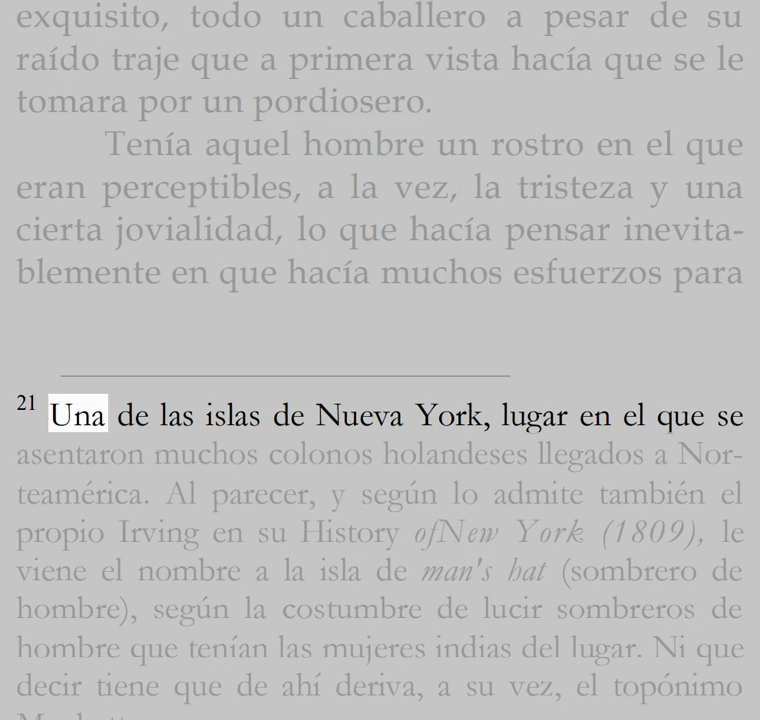 exquisito, todo un caballero a pesar de su
raído traje que a primera vista hacía que se le
tomara por un pordiosero.
Tenía aquel hombre un rostro en el que
eran perceptibles, a la vez, la tristeza y una
cierta jovialidad, lo que hacía pensar inevita-
blemente en que hacía muchos esfuerzos para
21 Una de las islas de Nueva York, lugar en el que se
asentaron muchos colonos holandeses llegados a Nor-
teamérica. Al parecer, y según lo admite también el
propio Irving en su History ofNew York (1809), le
viene el nombre a la isla de man's hat (sombrero de
hombre), según la costumbre de lucir sombreros de
hombre que tenían las mujeres indias del lugar. Ni que
decir tiene que de ahí deriva, a su vez, el topónimo